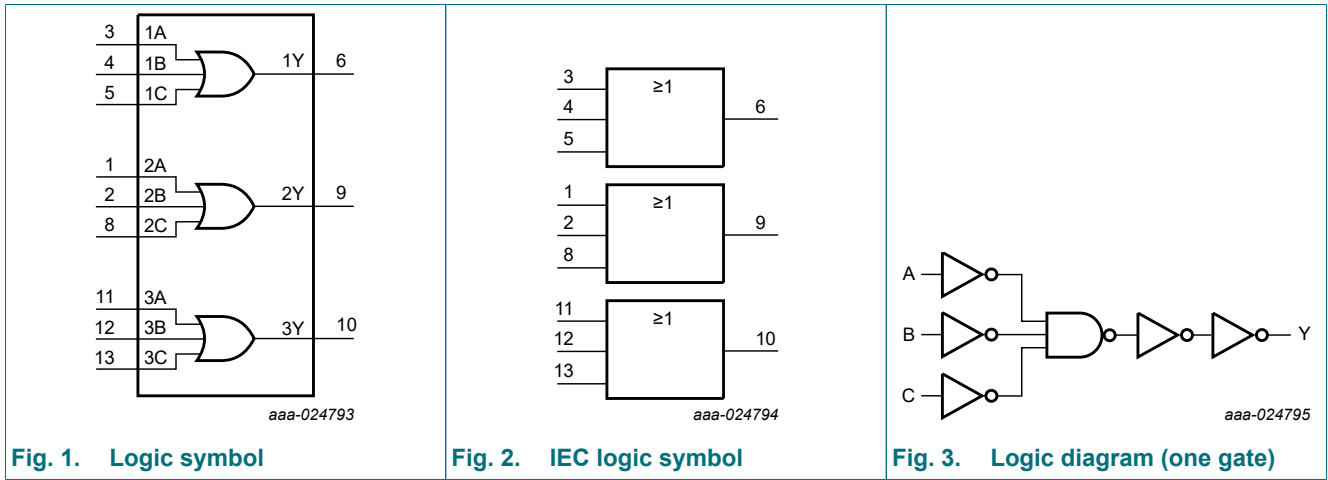 3 1A
4 1B 1Y 6
5 1C
1 2A
2 2B 2Y 9
8 2C
11 3A
12 3B 3Y 10
13 3C
aaa-024793
Fig. 1. Logic symbol
3 ≥1
4 6
5
1 ≥1
2 9
8
11 ≥1
12 10
13
aaa-024794
Fig. 2. IEC logic symbol
A
B Y
C
aaa-024795
Fig. 3. Logic diagram (one gate)